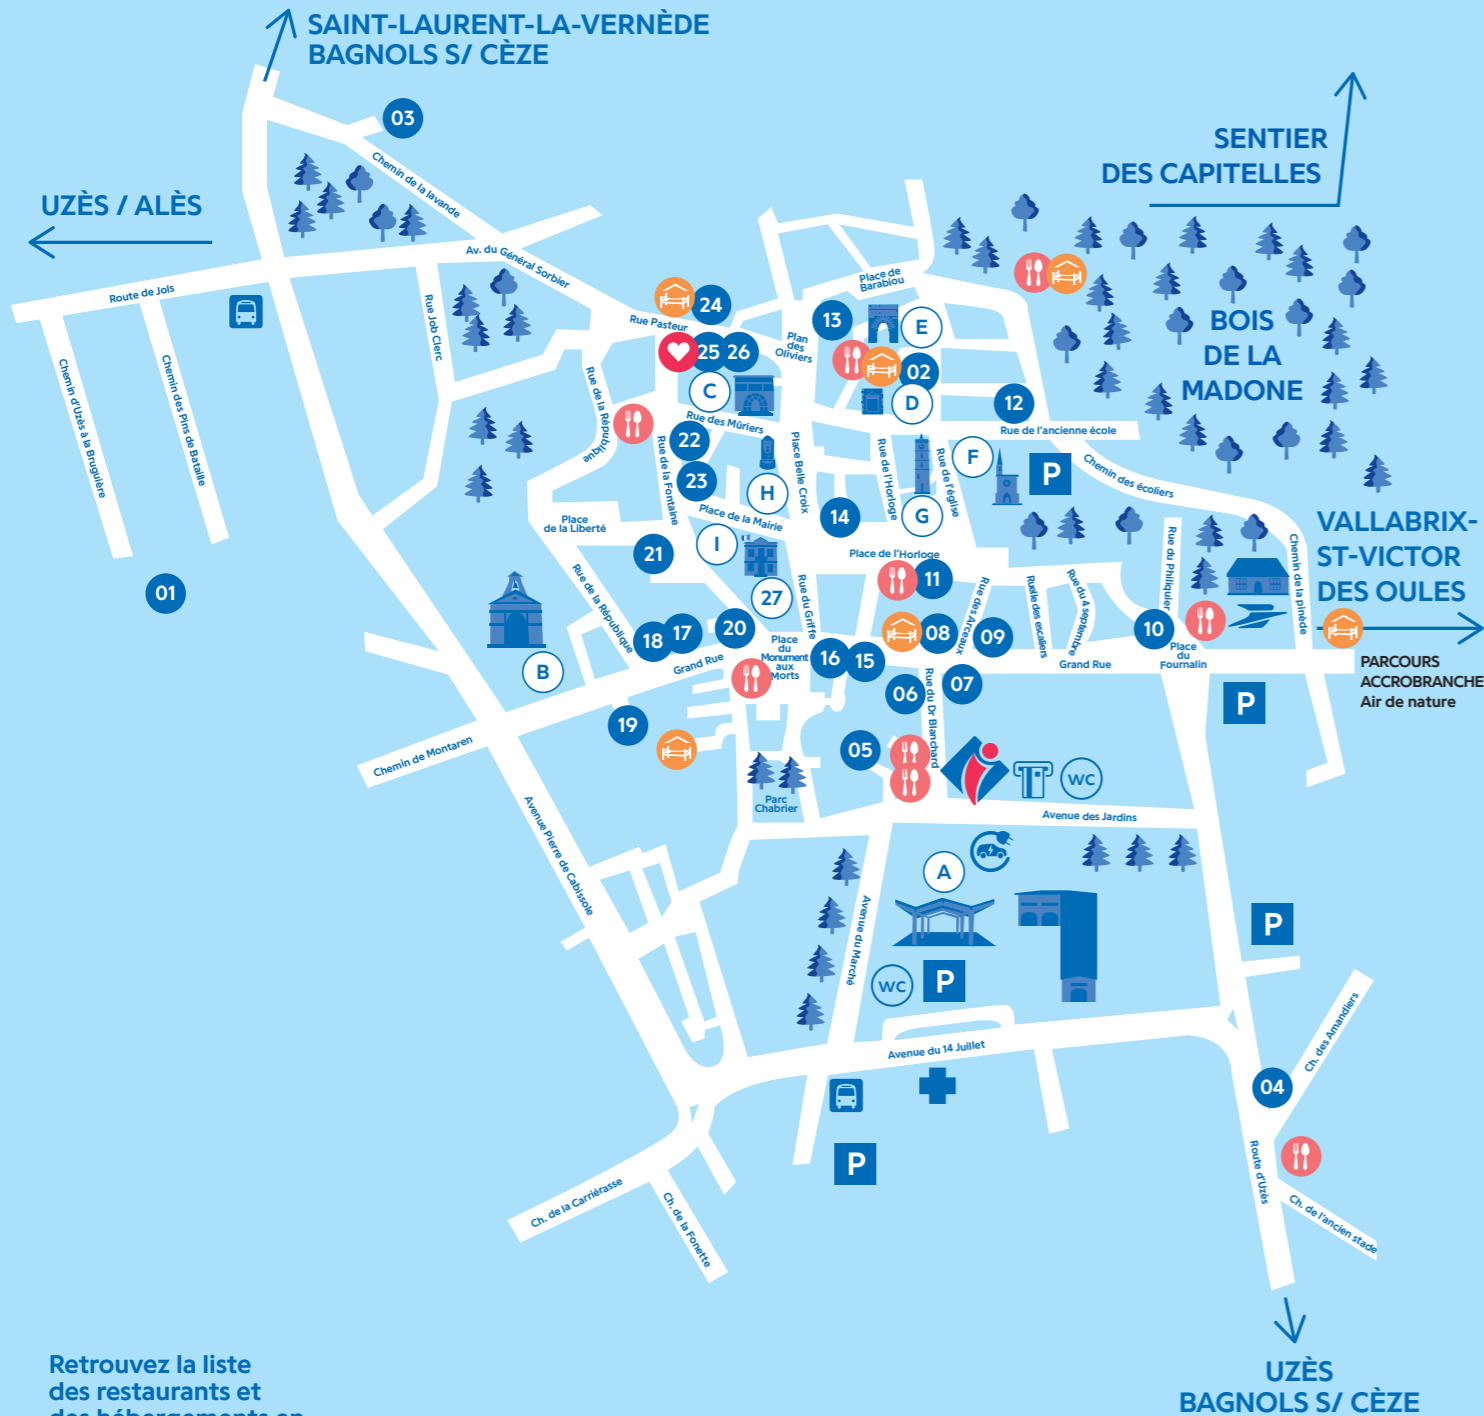 SAINT-LAURENT-LA-VERNÈDE
BAGNOLS S/ CÈZE
03
Chemin de la lavande
SENTIER
DES CAPITELLES
UZÈS / ALÈS
Av. du Général Sorbier
Route de Jols
Rue Job Clerc
Chemin d'Uzès à la Bruguière
Chemin des Pins de Bataille
01
Place de
Barabiou
24
Rue Pasteur
13
E
Plan
des
Oliviers
25
26
02
C
D
12
BOIS
DE LA
MADONE
Rue de la République
Rue des Mûriers
Rue de l'ancienne école
22
Rue de la Fontaine
Place Belle Croix
Rue de l'Horloge
Rue de l'église
F
P
Chemin des écoliers
23
H
G
14
Place
de la Liberté
Place de la Mairie
I
21
Place de l'Horloge
11
Rue du Philiquier
Chemin de la pinède
VALLABRIX-
ST-VICTOR
DES OULES
Rue de la République
27
Rue du Griffe
Rue des Arceaux
Ruelle des escaliers
Rue du 4 septembre
18
17
20
08
09
10
B
Grand Rue
Place
du
Monument
aux
Morts
16
15
Grand Rue
Place
du
Fournalin
PARCOURS
ACCROBRANCHE
Air de nature
06
07
Rue du Dr Blanchard
P
19
05
Chemin de Montaren
WC
Parc
Chabrier
Avenue des Jardins
Avenue Pierre de Cabissole
A
Avenue du Marché
P
WC
P
Avenue du 14 Juillet
Ch. des Amandiers
04
P
Route d'Uzès
Ch. de la Carriérasse
Ch. de la Fonette
Ch. de l'ancien stade
UZÈS
BAGNOLS S/ CÈZE
Retrouvez la liste
des restaurants et
des hébergements en